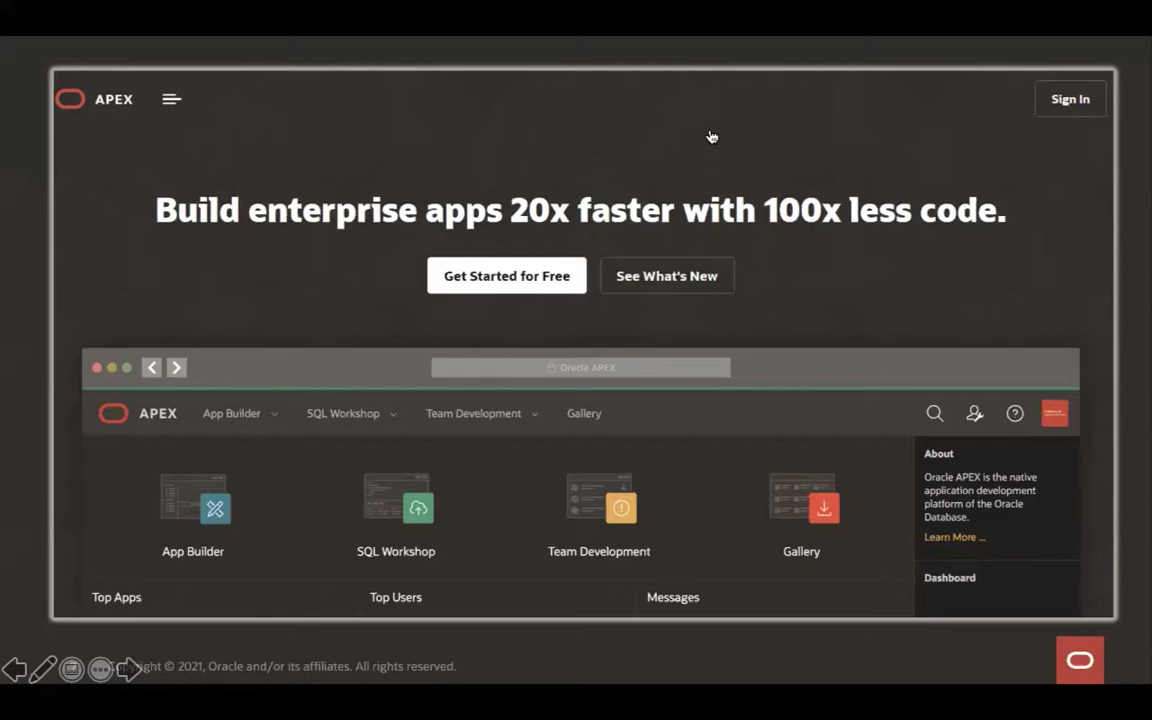 APEX
Sign In
Build enterprise apps 20x faster with 100x less code.
Get Started for Free
See What's New
Oracle APEX
APEX
App Builder
SQL Workshop
Team Development
Gallery
App Builder
SQL Workshop
Team Development
Gallery
About
Oracle APEX is the native
application development
platform of the Oracle
Database.
Learn More ...
Dashboard
Top Apps
Top Users
Messages
© 2021, Oracle and/or its affiliates. All rights reserved.